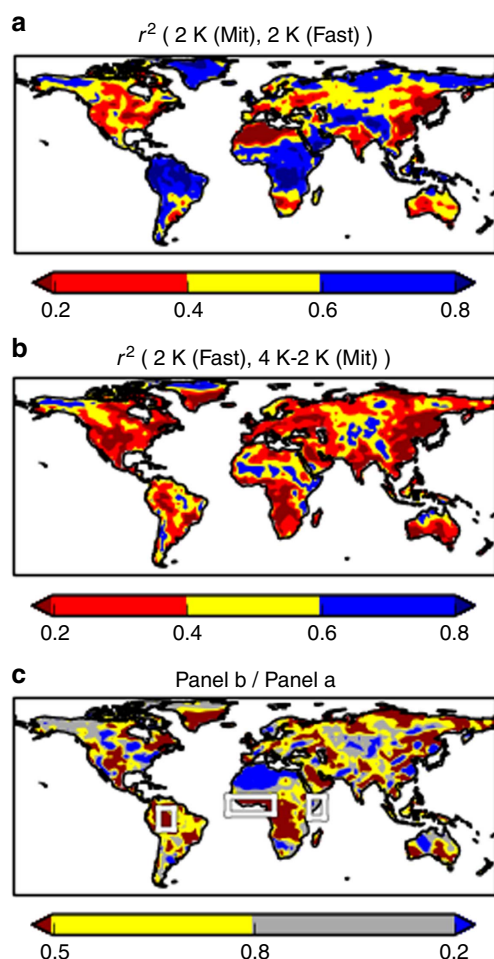 a
r² ( 2 K (Mit), 2 K (Fast) )
0.2 0.4 0.6 0.8
b
r² ( 2 K (Fast), 4 K-2 K (Mit) )
0.2 0.4 0.6 0.8
c
Panel b / Panel a
0.5 0.8 0.2